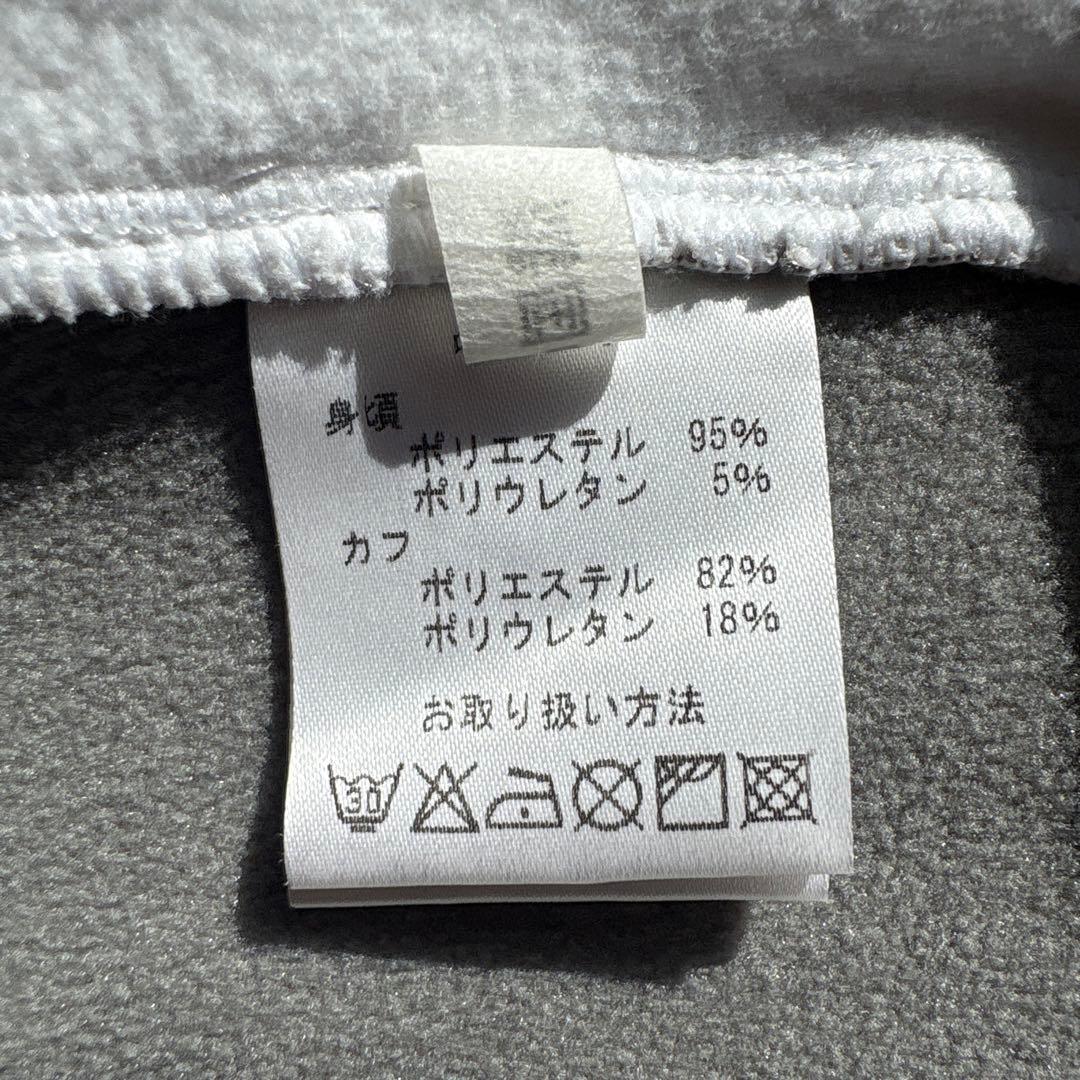 身頃
ポリエステル 95%
ポリウレタン 5%
カフ
ポリエステル 82%
ポリウレタン 18%
お取り扱い方法
30